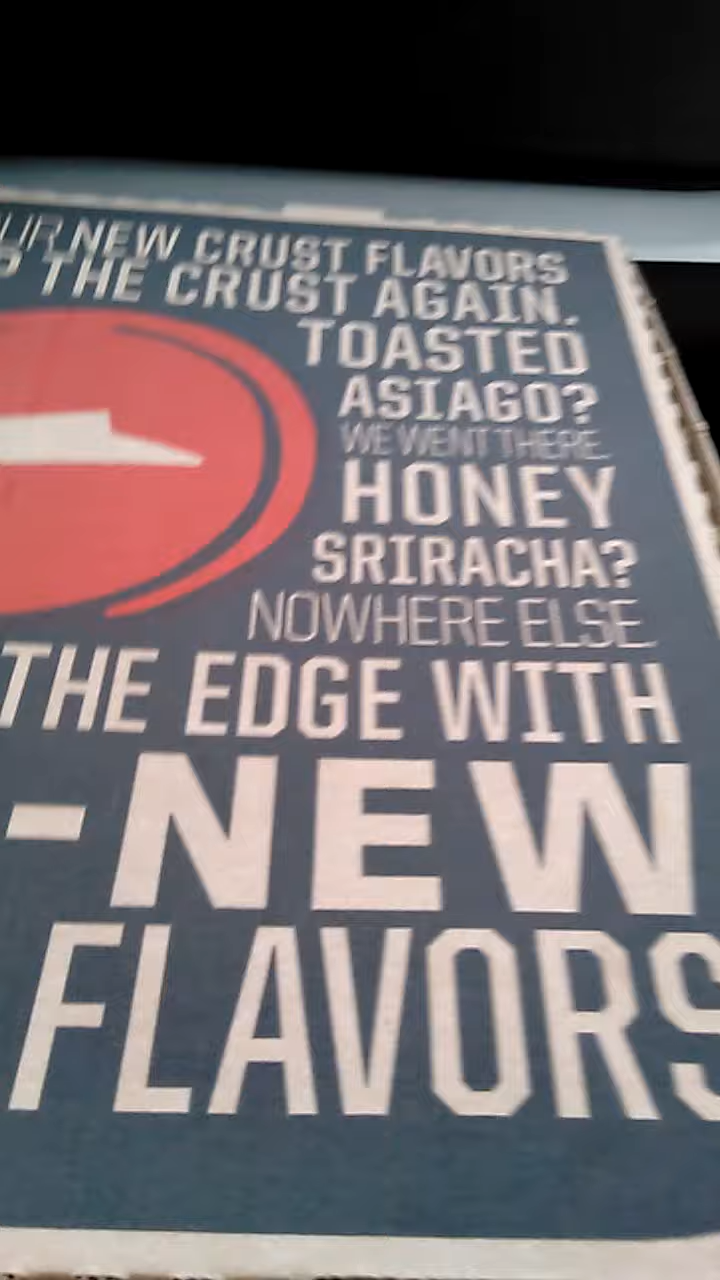 NEW CRUST FLAVORS
THE CRUST AGAIN.
TOASTED
ASIAGO?
WE WENT THERE.
HONEY
SRIRACHA?
NOWHERE ELSE.
THE EDGE WITH
-NEW
FLAVORS